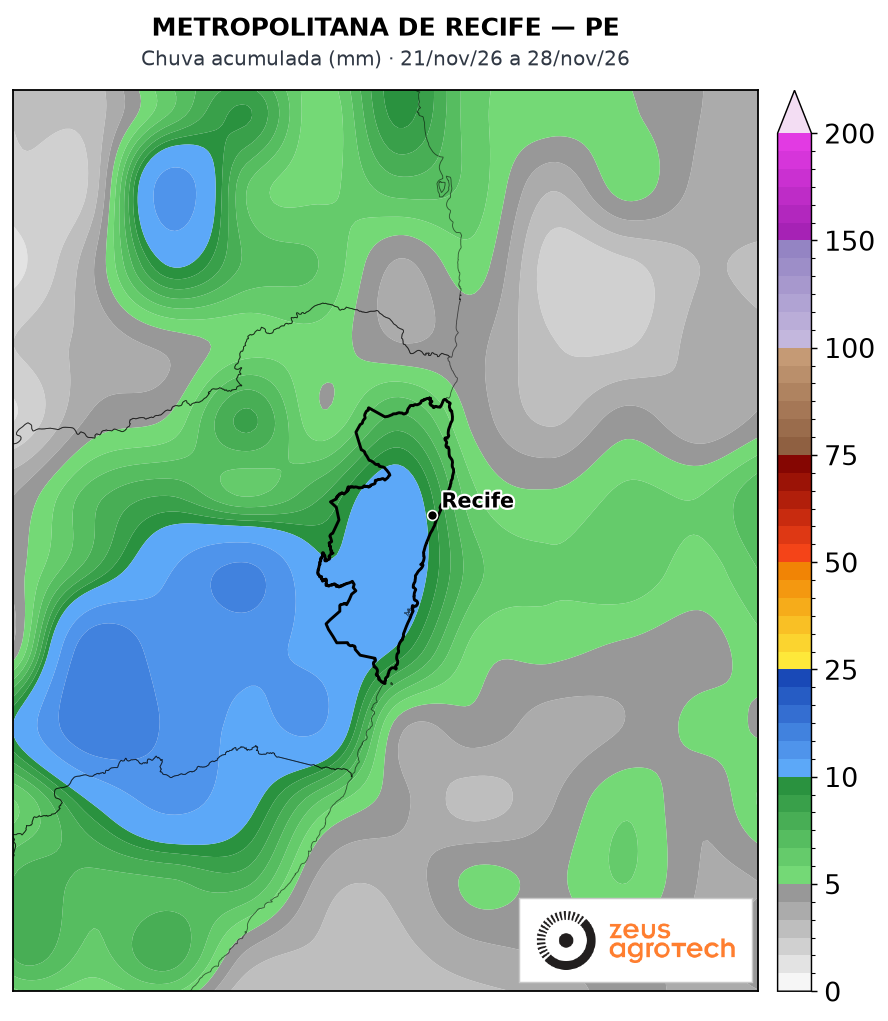 METROPOLITANA DE RECIFE — PE
Chuva acumulada (mm) · 21/nov/26 a 28/nov/26
200
150
100
75
50
25
10
5
0
Recife
zeus
agrotech